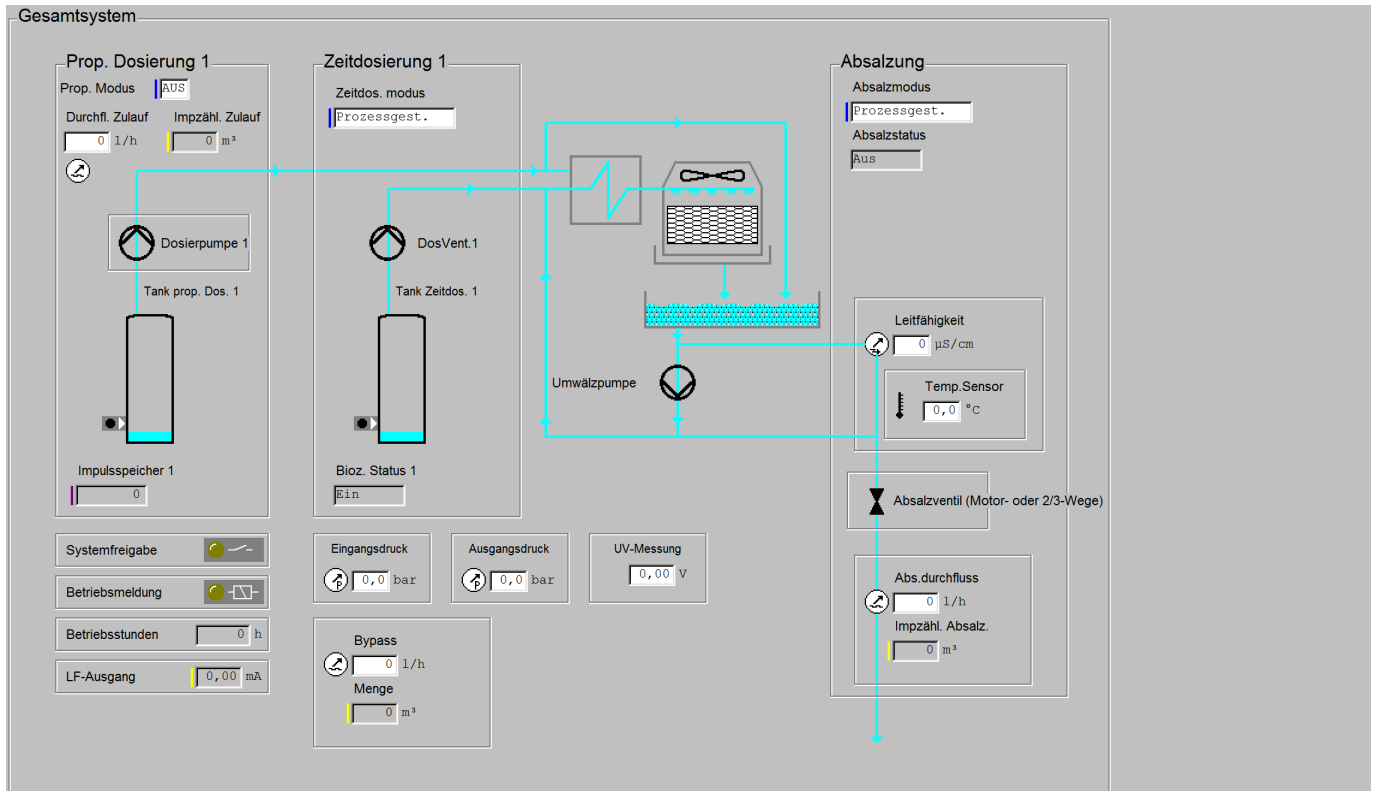 Gesamtsystem
Prop. Dosierung 1
Prop. Modus AUS
Durchfl. Zulauf Impzähl. Zulauf
0 l/h 0 m³
Dosierpumpe 1
Tank prop. Dos. 1
Impulsspeicher 1
0
Zeitdosierung 1
Zeitdos. modus
Prozessgest.
DosVent.1
Tank Zeitdos. 1
Bioz. Status 1
Ein
Umwälzpumpe
Absalzung
Absalzmodus
Prozessgest.
Absalzstatus
Aus
Leitfähigkeit
0 µS/cm
Temp.Sensor
0,0 °C
Absalzventil (Motor- oder 2/3-Wege)
Abs.durchfluss
0 l/h
Impzähl. Absalz.
0 m³
Systemfreigabe
Betriebsmeldung
Betriebsstunden 0 h
LF-Ausgang 0,00 mA
Eingangsdruck
P 0,0 bar
Ausgangsdruck
P 0,0 bar
UV-Messung
0,00 V
Bypass
0 l/h
Menge
0 m³